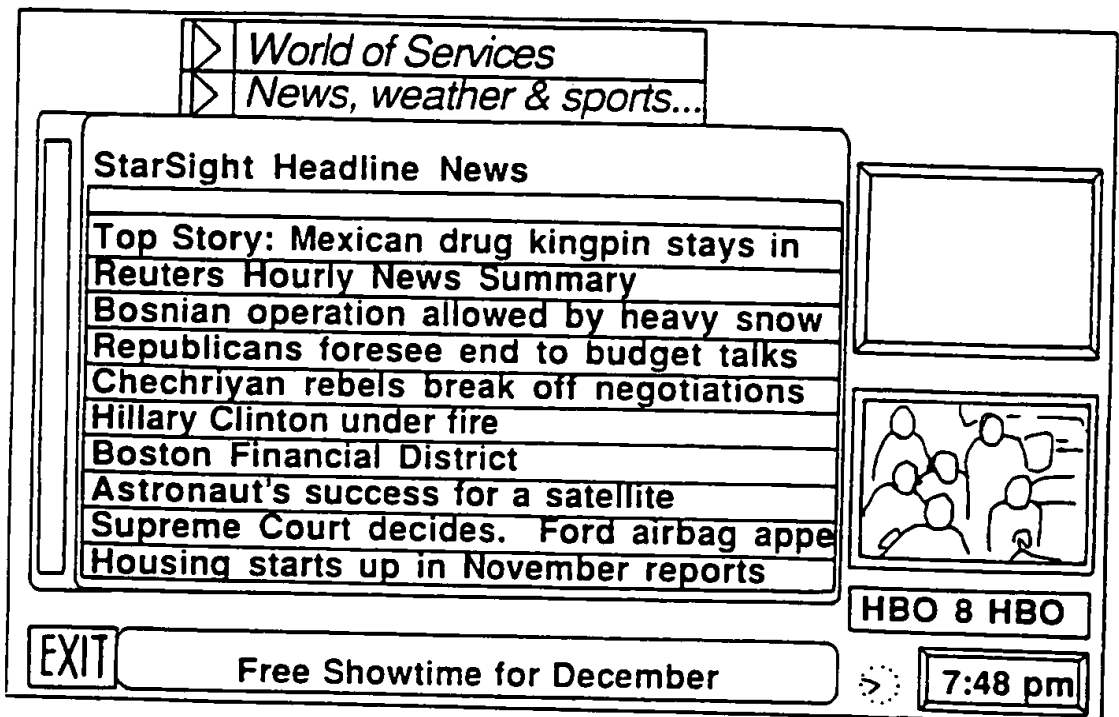 World of Services
News, weather & sports...
StarSight Headline News
Top Story: Mexican drug kingpin stays in
Reuters Hourly News Summary
Bosnian operation allowed by heavy snow
Republicans foresee end to budget talks
Chechriyan rebels break off negotiations
Hillary Clinton under fire
Boston Financial District
Astronaut's success for a satellite
Supreme Court decides. Ford airbag appe
Housing starts up in November reports
HBO 8 HBO
EXIT
Free Showtime for December
7:48 pm